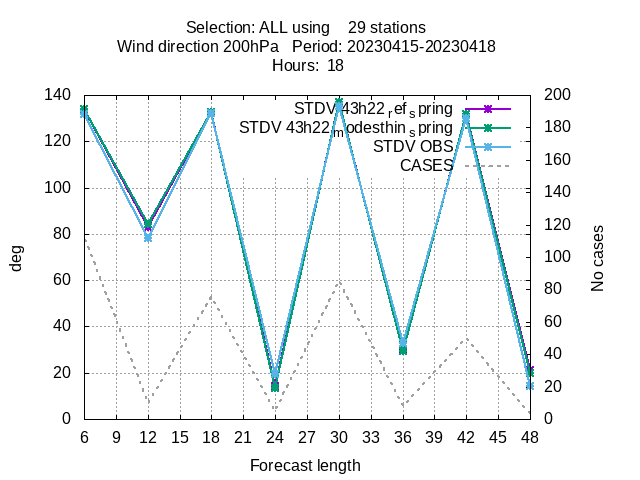 Selection: ALL using    29 stations
Wind direction 200hPa   Period: 20230415-20230418
Hours: 18
140
120
100
80
60
40
20
0
200
180
160
140
120
100
80
60
40
20
0
deg
No cases
STDV 43h22_ref_spring
STDV 43h22_modesthin_spring
STDV OBS
CASES
6 9 12 15 18 21 24 27 30 33 36 39 42 45 48
Forecast length